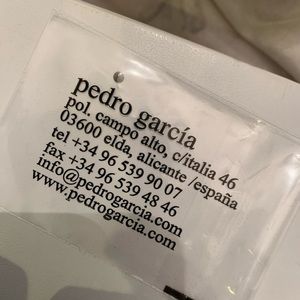 pedro garcía
pol. campo alto, c/italia 46
03600 elda, alicante /españa
tel +34 96 539 90 07
fax +34 96 539 48 46
info@pedrogarcia.com
www.pedrogarcia.com